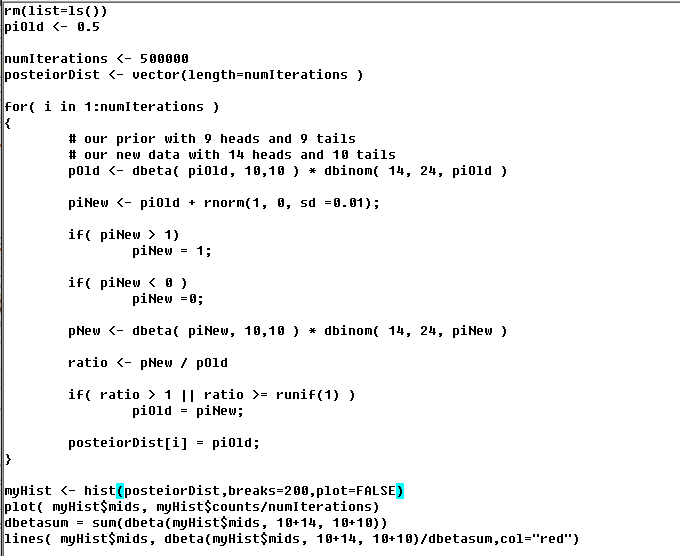 rm(list=ls())
piOld <- 0.5
numIterations <- 500000
posteiorDist <- vector(length=numIterations )
for( i in 1:numIterations )
{
# our prior with 9 heads and 9 tails
# our new data with 14 heads and 10 tails
pOld <- dbeta( piOld, 10,10 ) * dbinom( 14, 24, piOld )
piNew <- piOld + rnorm(1, 0, sd =0.01);
if( piNew > 1)
piNew = 1;
if( piNew < 0 )
piNew =0;
pNew <- dbeta( piNew, 10,10 ) * dbinom( 14, 24, piNew )
ratio <- pNew / pOld
if( ratio > 1 || ratio >= runif(1) )
piOld = piNew;
posteiorDist[i] = piOld;
}
myHist <- hist(posteiorDist,breaks=200,plot=FALSE)
plot( myHist$mids, myHist$counts/numIterations)
dbetasum = sum(dbeta(myHist$mids, 10+14, 10+10))
lines( myHist$mids, dbeta(myHist$mids, 10+14, 10+10)/dbetasum,col="red")